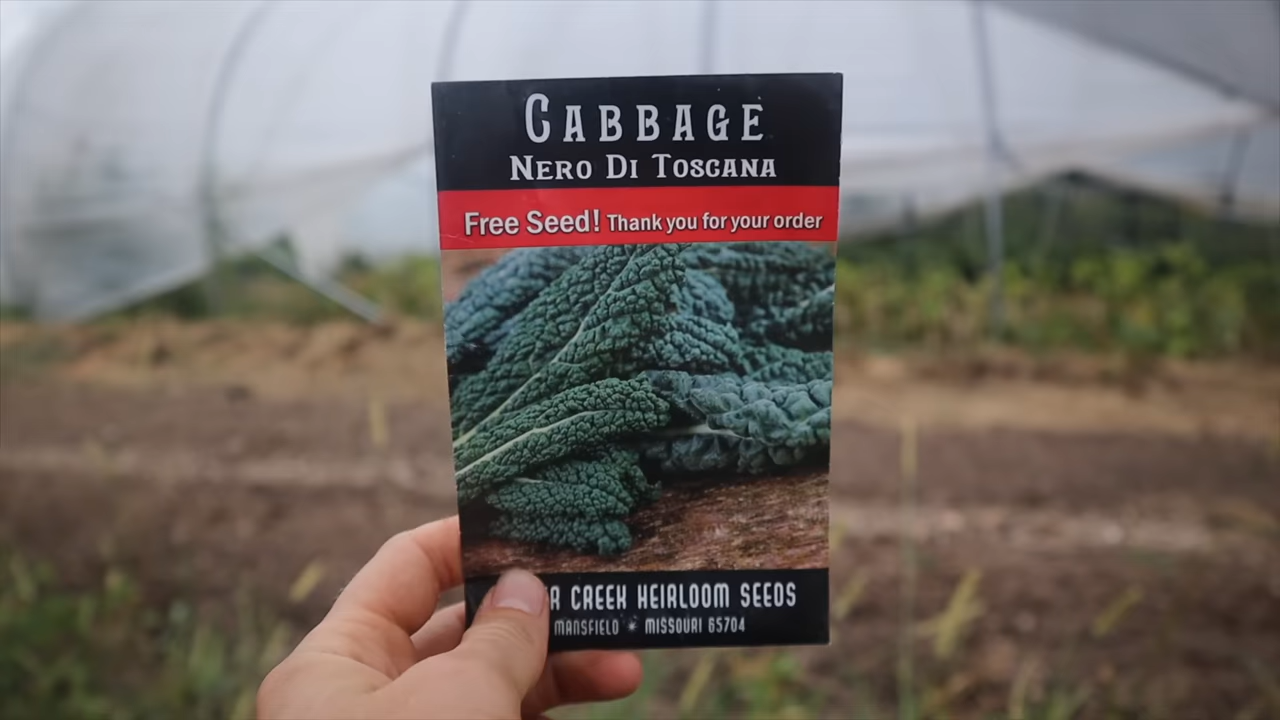 CABBAGE
NERO DI TOSCANA
Free Seed! Thank you for your order
CREEK HEIRLOOM SEEDS
MANSFIELD * MISSOURI 65704